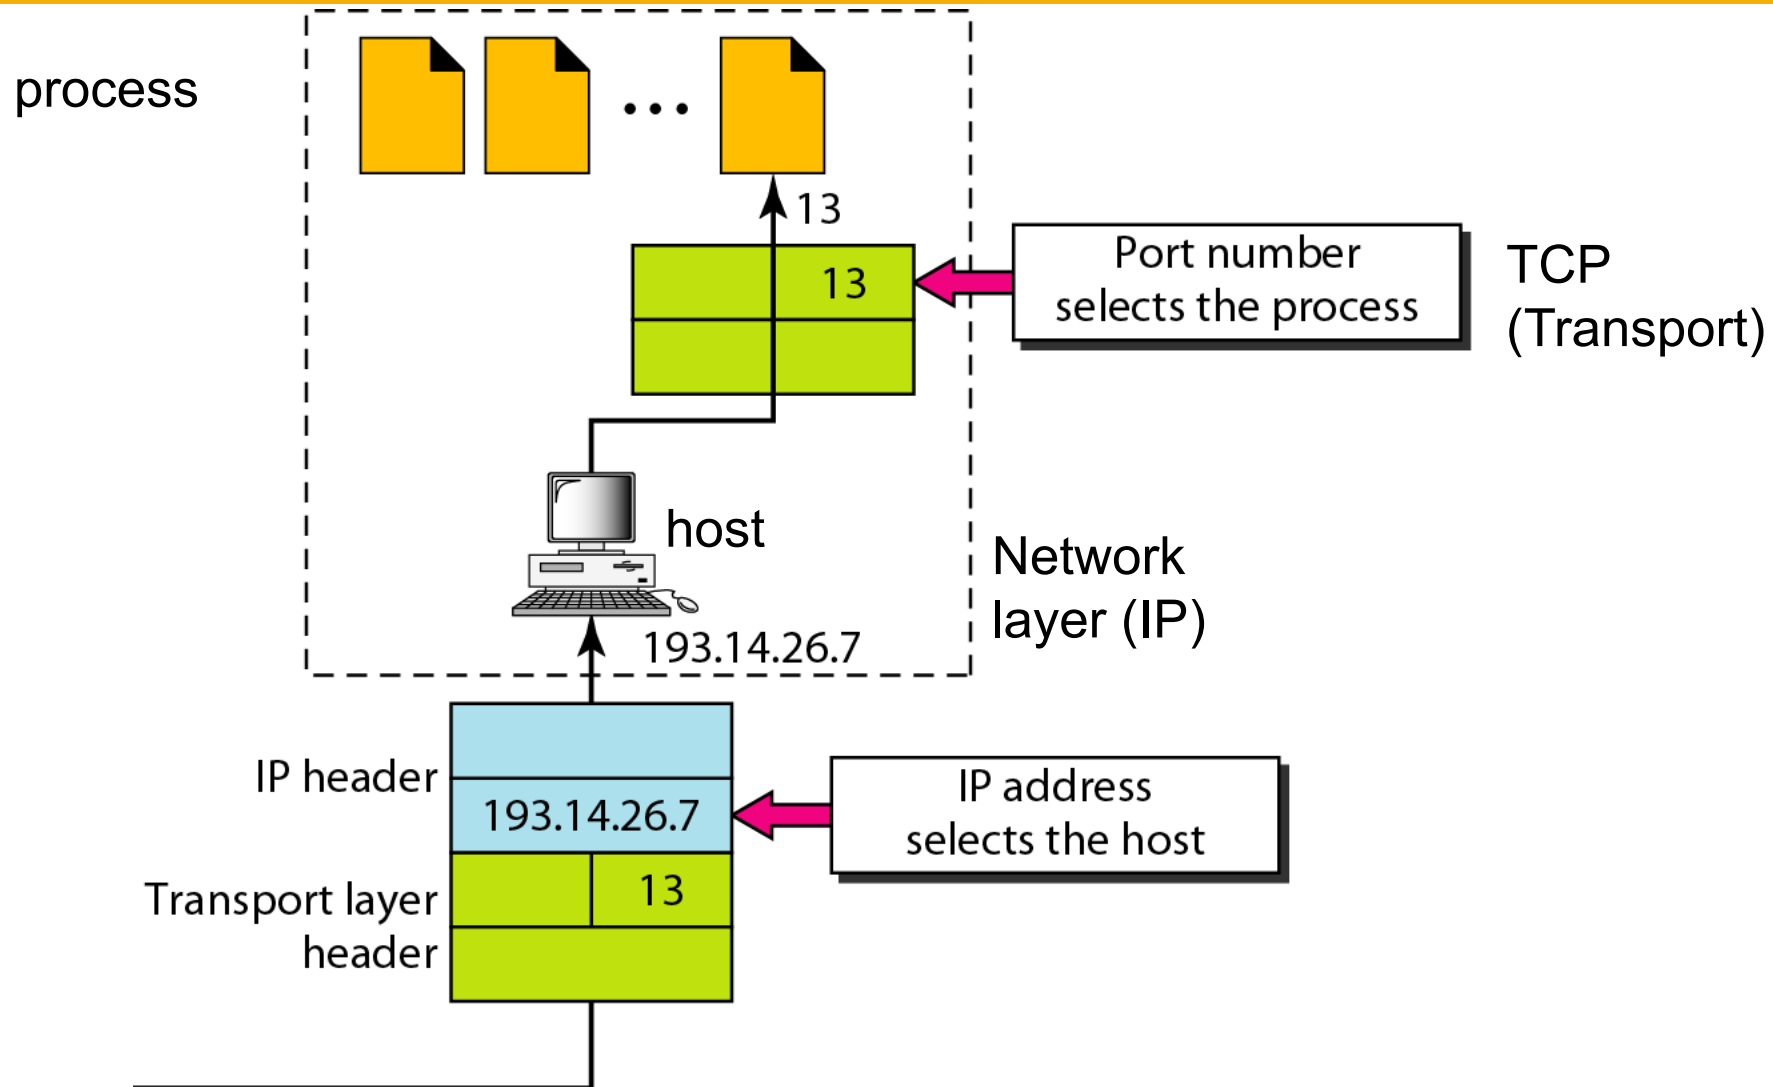 process
13
13
Port number
selects the process
TCP
(Transport)
host
Network
layer (IP)
193.14.26.7
IP header
193.14.26.7
IP address
selects the host
Transport layer
header
13